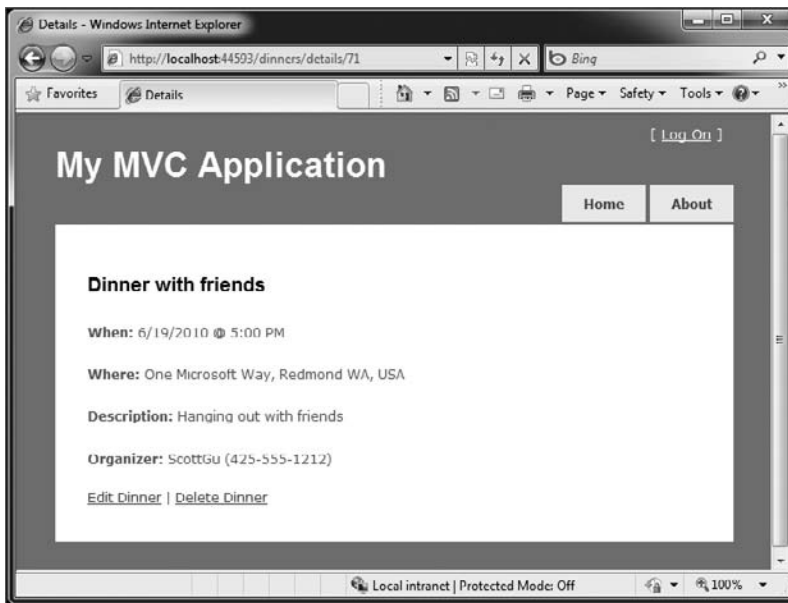 Details - Windows Internet Explorer
http://localhost:44593/dinners/details/71
Bing
Favorites
Details
Page
Safety
Tools
[ Log On ]
My MVC Application
Home
About
Dinner with friends
When: 6/19/2010 @ 5:00 PM
Where: One Microsoft Way, Redmond WA, USA
Description: Hanging out with friends
Organizer: ScottGu (425-555-1212)
Edit Dinner | Delete Dinner
Local intranet | Protected Mode: Off
100%